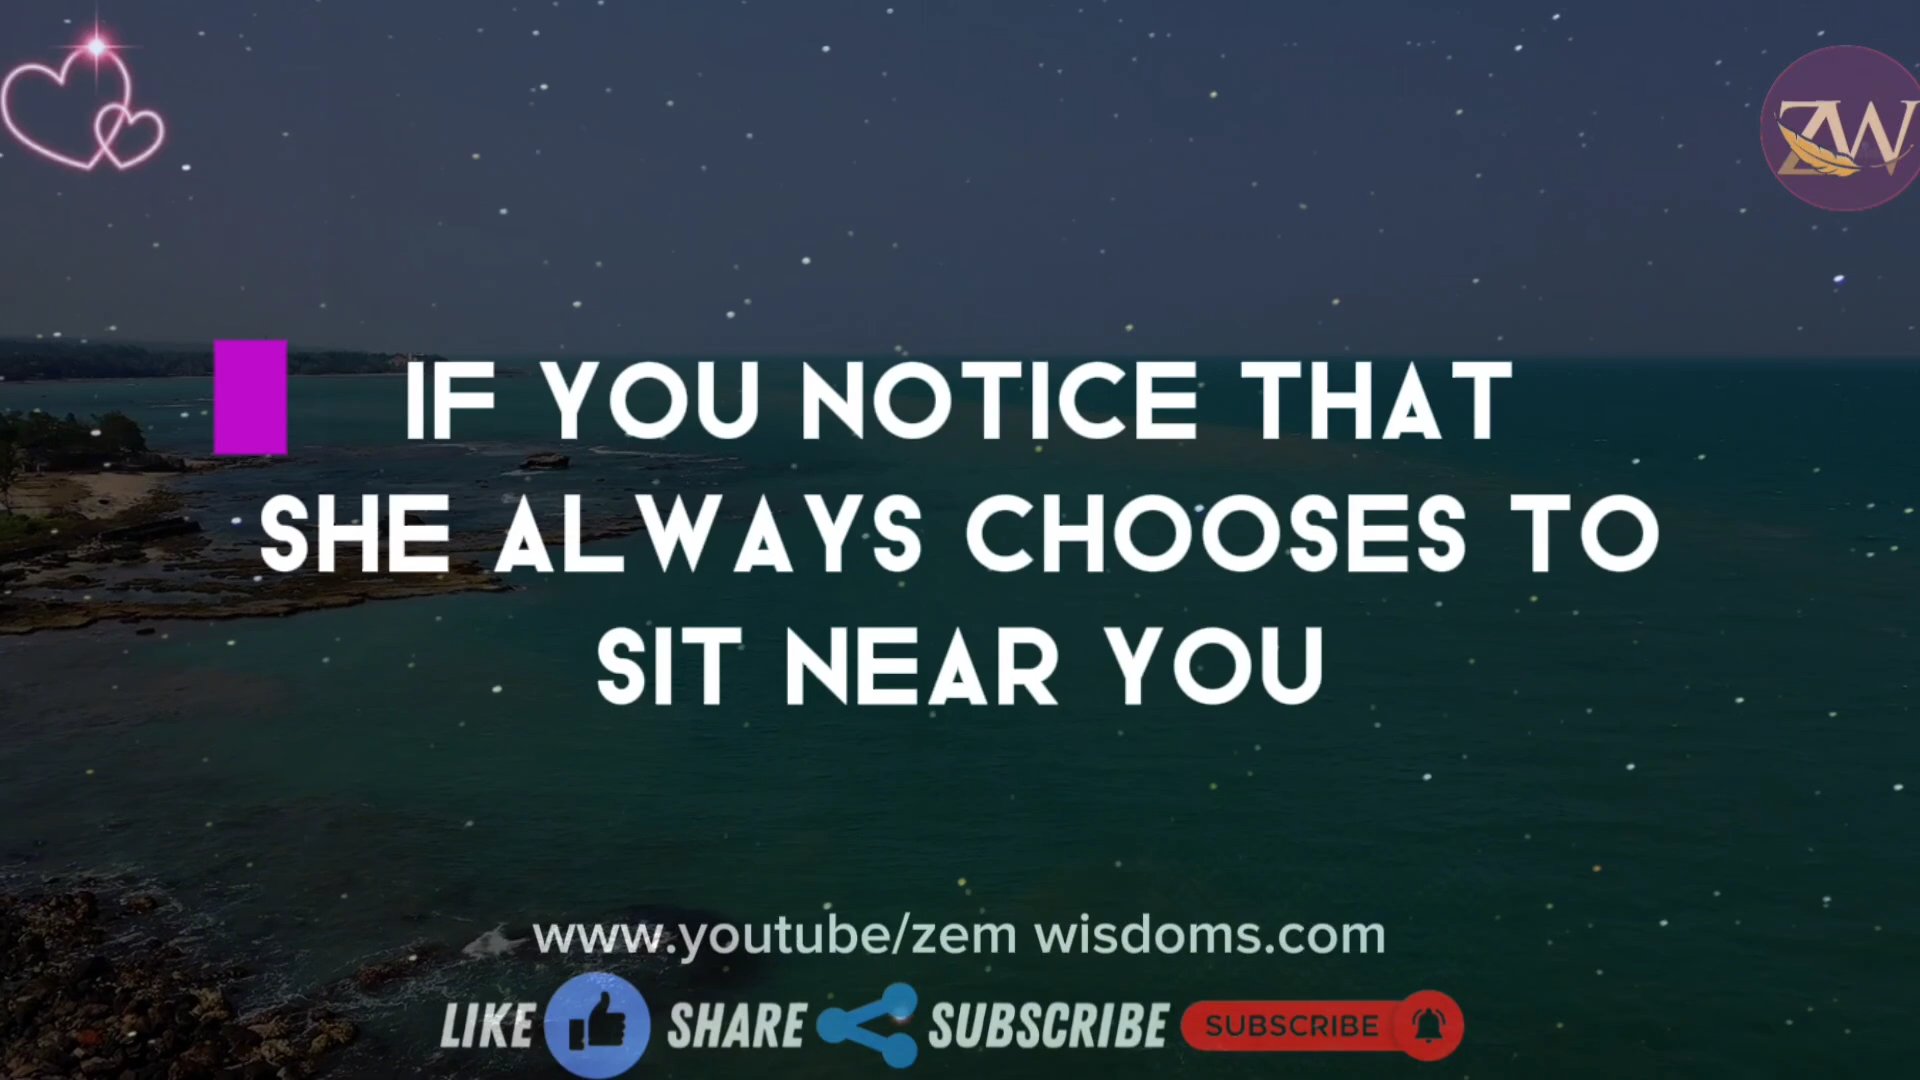 ZW
IF YOU NOTICE THAT
SHE ALWAYS CHOOSES TO
SIT NEAR YOU
www.youtube/zem wisdoms.com
LIKE SHARE SUBSCRIBE SUBSCRIBE